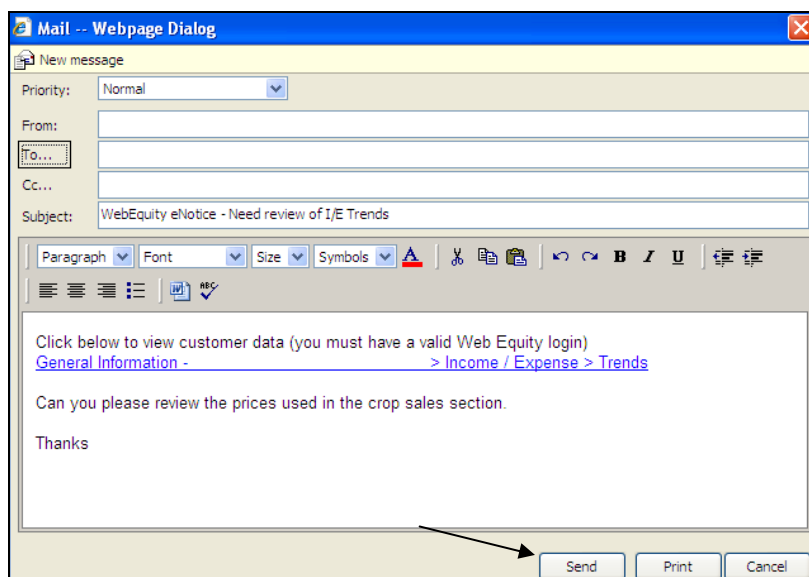 Mail -- Webpage Dialog
New message
Priority: Normal
From:
To...
Cc...
Subject: WebEquity eNotice - Need review of I/E Trends
Paragraph Font Size Symbols A B I U
ABC
Click below to view customer data (you must have a valid Web Equity login)
General Information - > Income / Expense > Trends
Can you please review the prices used in the crop sales section.
Thanks
Send Print Cancel